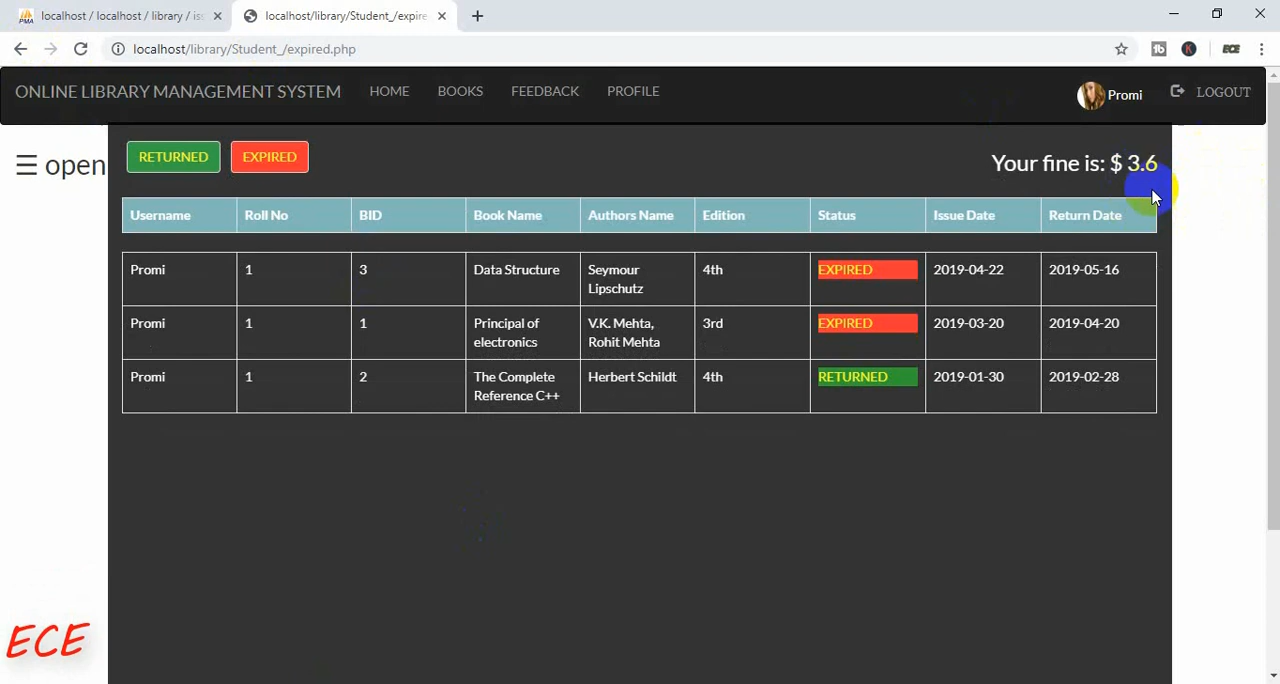 localhost / localhost / library / is
localhost/library/Student_/expire
localhost/library/Student_/expired.php
ECE
ONLINE LIBRARY MANAGEMENT SYSTEM HOME BOOKS FEEDBACK PROFILE Promi LOGOUT
☰ open
RETURNED EXPIRED Your fine is: $ 3.6
Username Roll No BID Book Name Authors Name Edition Status Issue Date Return Date
Promi 1 3 Data Structure Seymour Lipschutz 4th EXPIRED 2019-04-22 2019-05-16
Promi 1 1 Principal of electronics V.K. Mehta, Rohit Mehta 3rd EXPIRED 2019-03-20 2019-04-20
Promi 1 2 The Complete Reference C++ Herbert Schildt 4th RETURNED 2019-01-30 2019-02-28
ECE